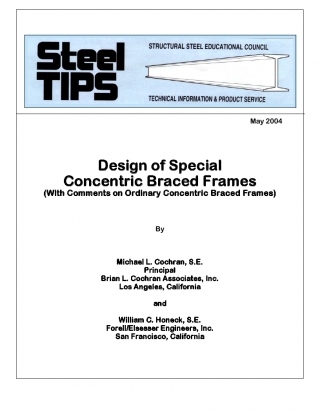 Steel
TIPS
STRUCTURAL STEEL EDUCATIONAL COUNCIL
TECHNICAL INFORMATION & PRODUCT SERVICE
May 2004
Design of Special
Concentric Braced Frames
(With Comments on Ordinary Concentric Braced Frames)
By
Michael L. Cochran, S.E.
Principal
Brian L. Cochran Associates, Inc.
Los Angeles, California
and
William C. Honeck, S.E.
Forell/Elsesser Engineers, Inc.
San Francisco, California